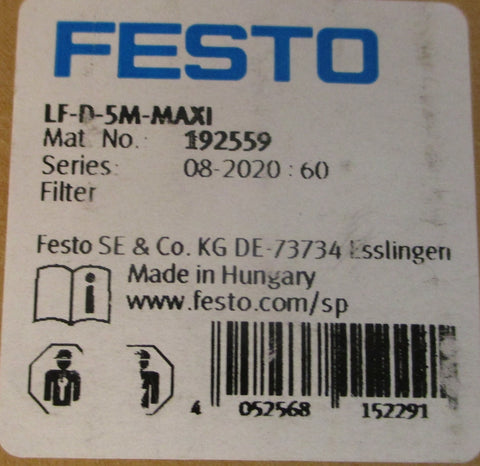 FESTO
LF-D-5M-MAXI
Mat No.: 192559
Series: 08-2020 : 60
Filter
Festo SE & Co. KG DE-73734 Esslingen
Made in Hungary
www.festo.com/sp
4 052568 152291